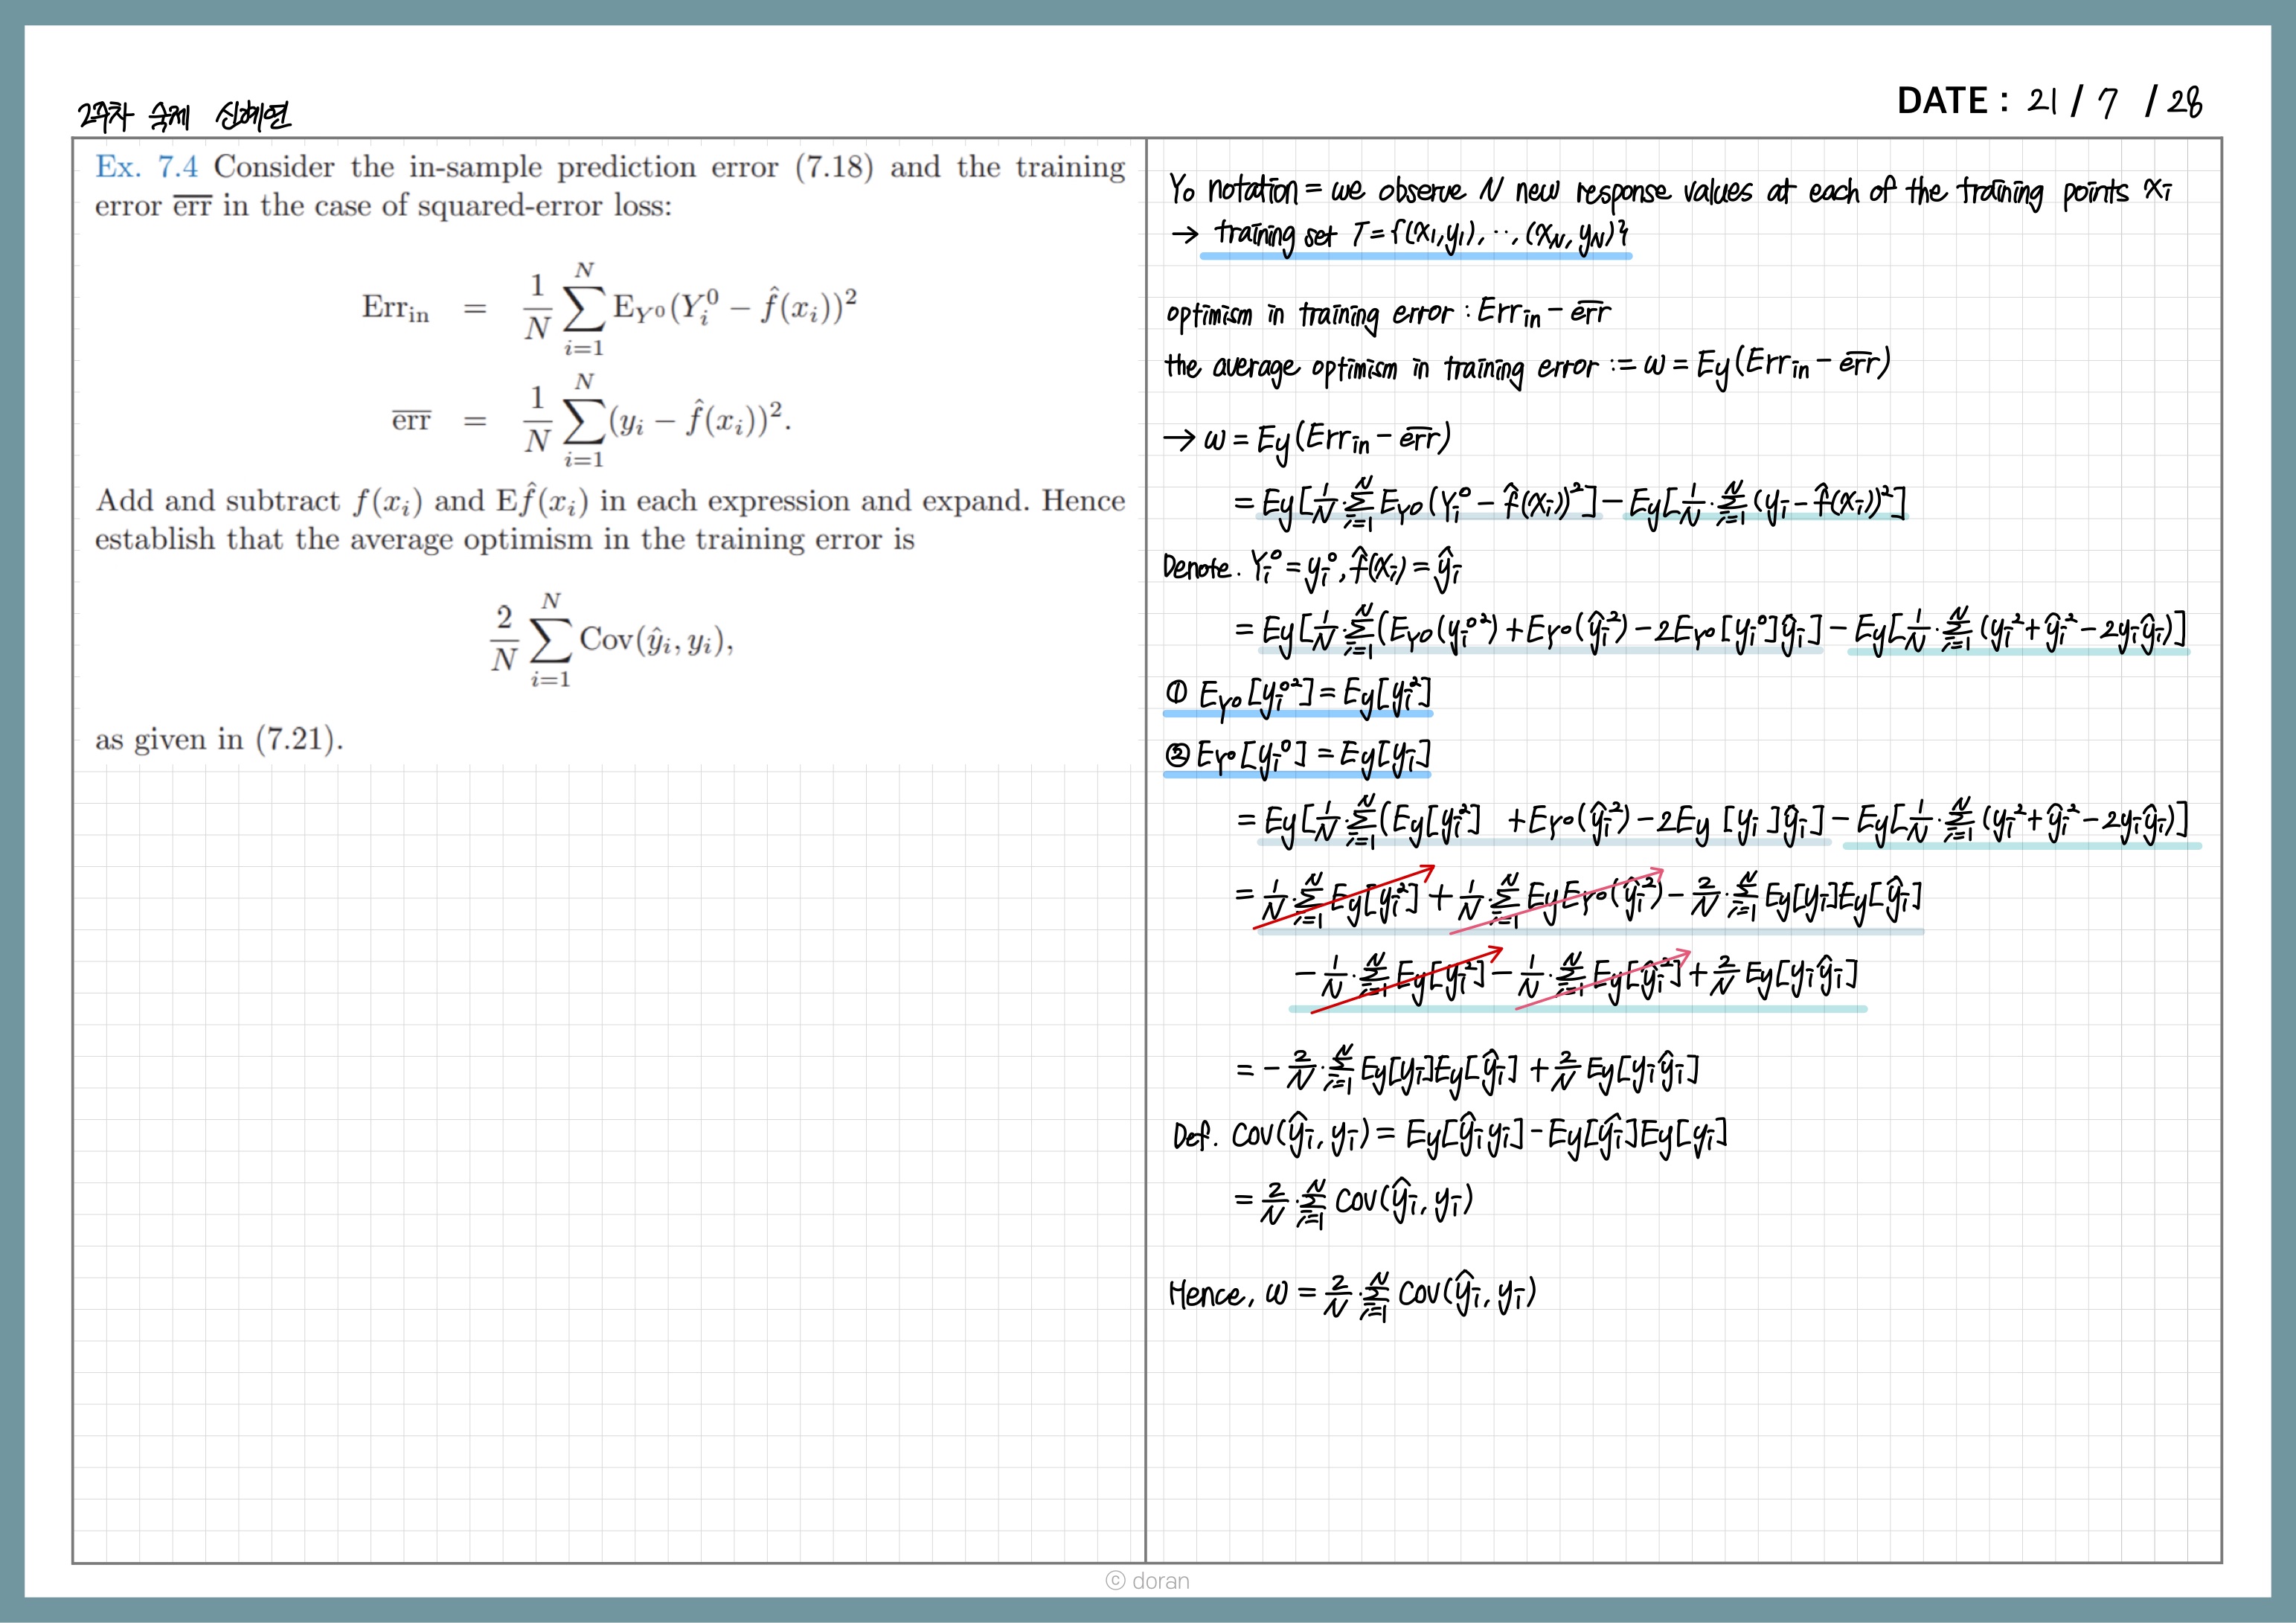 2주차 숙제 신예연
DATE : 21 / 7 / 28
Ex. 7.4 Consider the in-sample prediction error (7.18) and the training
error \overline{err} in the case of squared-error loss:
Err_{in} = \frac{1}{N} \sum_{i=1}^{N} E_{Y^0}(Y_i^0 − \hat{f}(x_i))^2
\overline{err} = \frac{1}{N} \sum_{i=1}^{N} (y_i − \hat{f}(x_i))^2.
Add and subtract f(x_i) and E\hat{f}(x_i) in each expression and expand. Hence
establish that the average optimism in the training error is
\frac{2}{N} \sum_{i=1}^{N} Cov(\hat{y}_i, y_i),
as given in (7.21).
Y_0 notation = we observe N new response values at each of the training points x_i
→ training set T = {(x_1,y_1), ··, (x_N, y_N)}
optimism in training error : Err_{in} − \overline{err}
the average optimism in training error := ω = E_y(Err_{in} − \overline{err})
→ ω = E_y(Err_{in} − \overline{err})
= E_y[\frac{1}{N}·\sum_{i=1}^{N} E_{Y^0}(Y_i^0 − \hat{f}(x_i))^2] − E_y[\frac{1}{N}·\sum_{i=1}^{N} (y_i − \hat{f}(x_i))^2]
Denote. Y_i^0 = y_i^0, \hat{f}(x_i) = \hat{y}_i
= E_y[\frac{1}{N}·\sum_{i=1}^{N}(E_{Y^0}(y_i^{0 2}) + E_{Y^0}(\hat{y}_i^2) − 2E_{Y^0}[y_i^0]\hat{y}_i] − E_y[\frac{1}{N}·\sum_{i=1}^{N} (y_i^2 + \hat{y}_i^2 − 2y_i\hat{y}_i)]
① E_{Y^0}[y_i^{0 2}] = E_y[y_i^2]
② E_{Y^0}[y_i^0] = E_y[y_i]
= E_y[\frac{1}{N}·\sum_{i=1}^{N}(E_y[y_i^2] + E_{Y^0}(\hat{y}_i^2) − 2E_y [y_i]\hat{y}_i] − E_y[\frac{1}{N}·\sum_{i=1}^{N} (y_i^2 + \hat{y}_i^2 − 2y_i\hat{y}_i)]
= \frac{1}{N}·\sum_{i=1}^{N} E_y[y_i^2] + \frac{1}{N}·\sum_{i=1}^{N} E_yE_{Y^0}(\hat{y}_i^2) − \frac{2}{N}·\sum_{i=1}^{N} E_y[y_i]E_y[\hat{y}_i]
− \frac{1}{N}·\sum_{i=1}^{N} E_y[y_i^2] − \frac{1}{N}·\sum_{i=1}^{N} E_y[\hat{y}_i^2] + \frac{2}{N} E_y[y_i\hat{y}_i]
= − \frac{2}{N}·\sum_{i=1}^{N} E_y[y_i]E_y[\hat{y}_i] + \frac{2}{N} E_y[y_i\hat{y}_i]
Def. Cov(\hat{y}_i, y_i) = E_y[\hat{y}_iy_i] − E_y[\hat{y}_i]E_y[y_i]
= \frac{2}{N}·\sum_{i=1}^{N} Cov(\hat{y}_i, y_i)
Hence, ω = \frac{2}{N}·\sum_{i=1}^{N} Cov(\hat{y}_i, y_i)
ⓒ doran